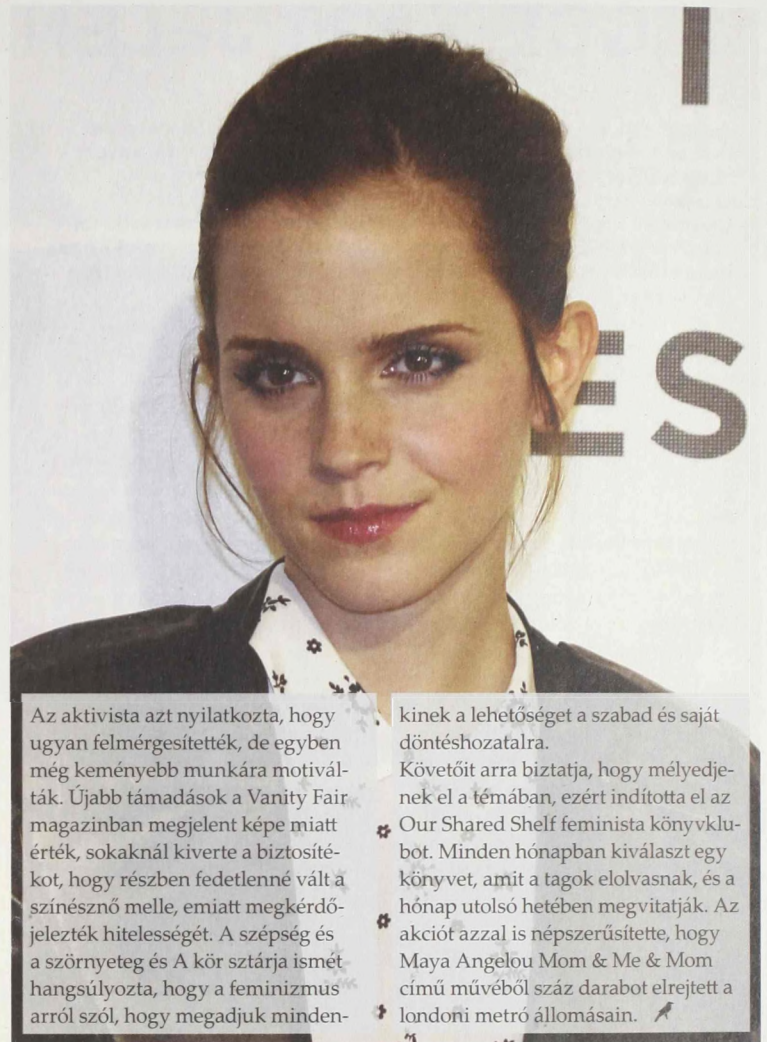 I
ES
Az aktivista azt nyilatkozta, hogy
ugyan felmérgesítették, de egyben
még keményebb munkára motivál-
ták. Újabb támadások a Vanity Fair
magazinban megjelent képe miatt
érték, sokaknál kiverte a biztosíté-
kot, hogy részben fedetlenné vált a
színésznő melle, emiatt megkérdő-
jelezték hitelességét. A szépség és
a szörnyeteg és A kör sztárja ismét
hangsúlyozta, hogy a feminizmus
arról szól, hogy megadjuk minden-
kinek a lehetőséget a szabad és saját
döntéshozatalra.
Követőit arra biztatja, hogy mélyedje-
nek el a témában, ezért indította el az
Our Shared Shelf feminista könyvklu-
bot. Minden hónapban kiválaszt egy
könyvet, amit a tagok elolvasnak, és a
hónap utolsó hetében megvitatják. Az
akciót azzal is népszerűsítette, hogy
Maya Angelou Mom & Me & Mom
című művéből száz darabot elrejtett a
londoni metró állomásain.